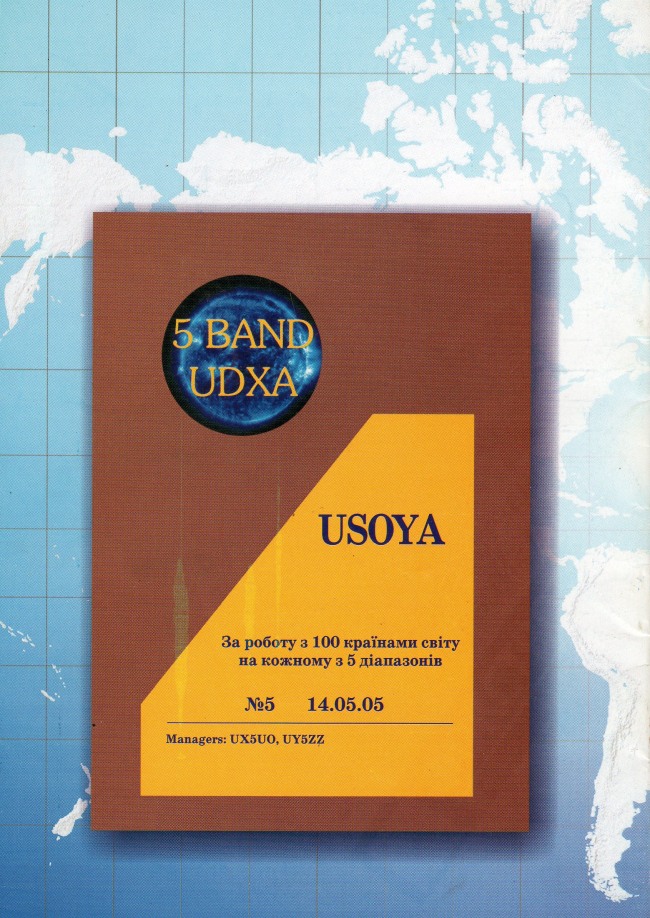 5 BAND
UDXA
USOYA
За роботу з 100 країнами світу
на кожному з 5 діапазонів
№5 14.05.05
Managers: UX5UO, UY5ZZ